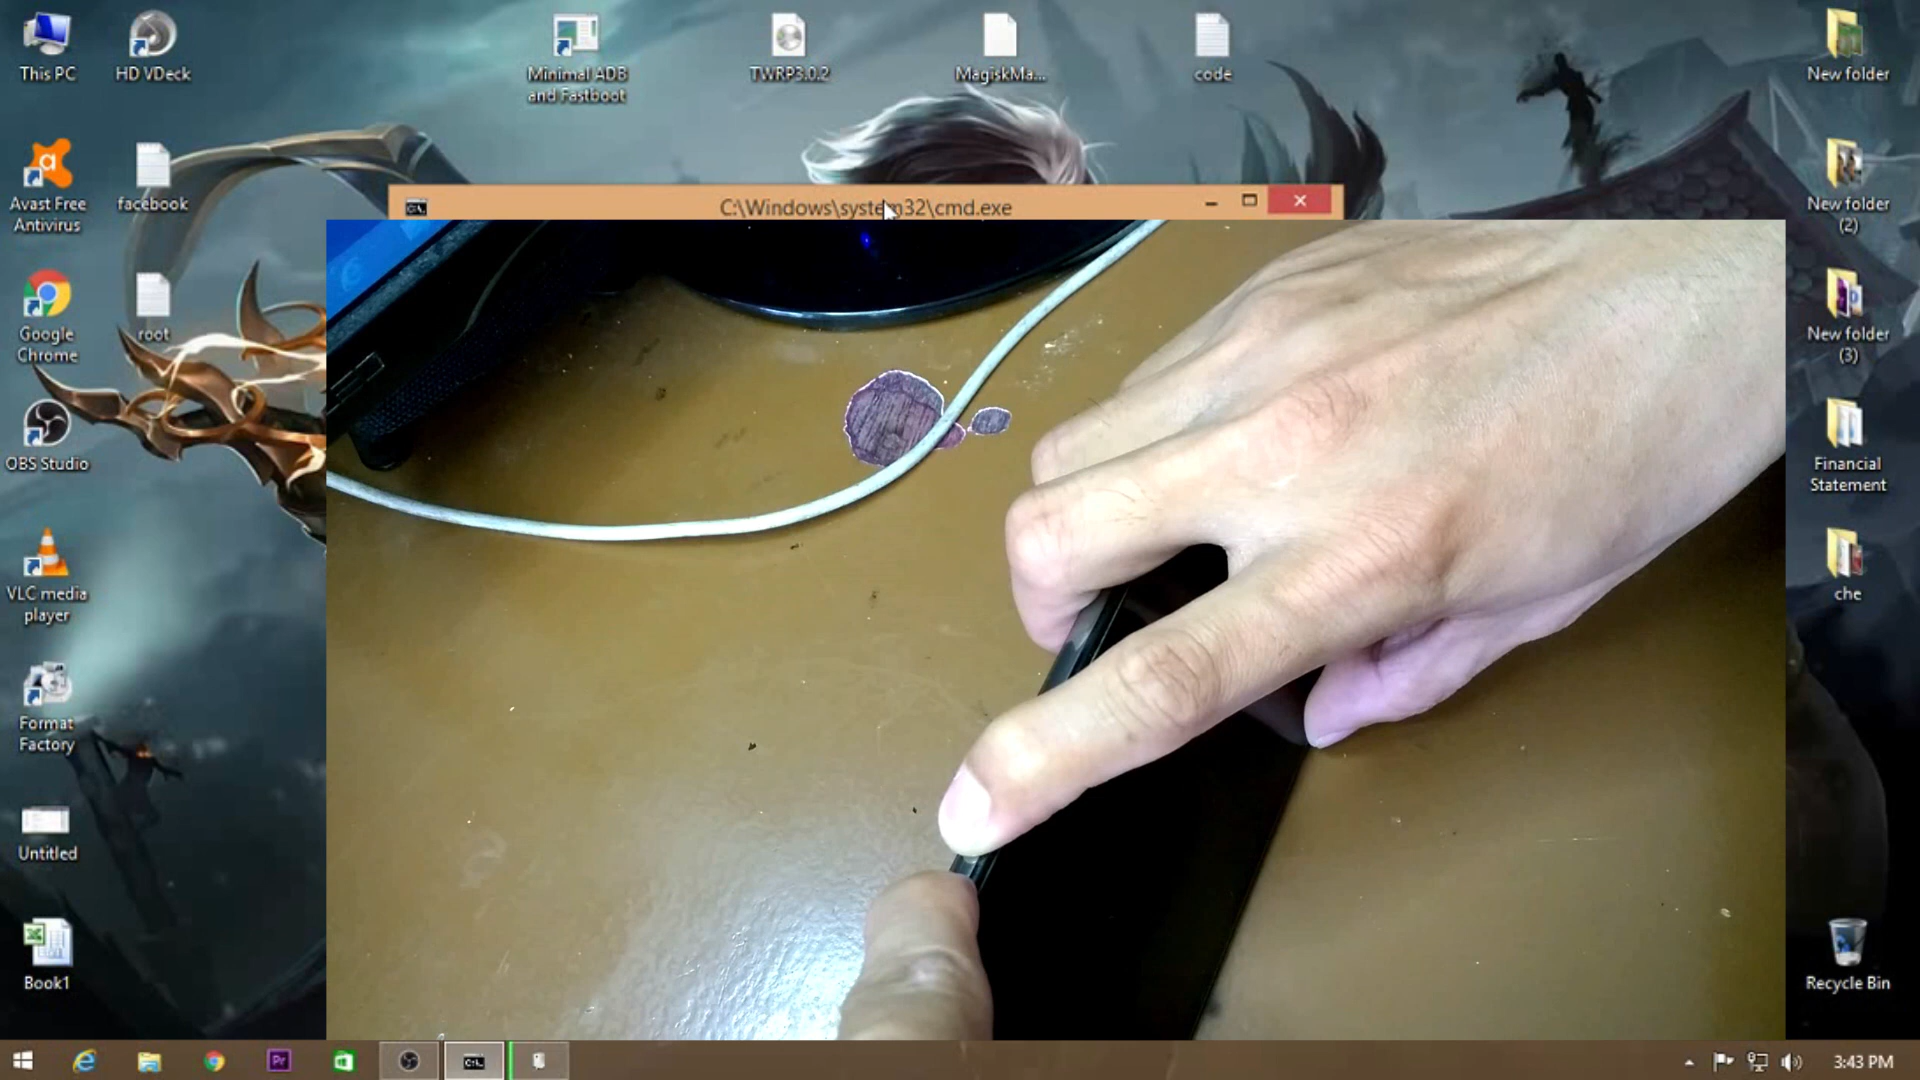 This PC
HD VDeck
Minimal ADB
and Fastboot
TWRP3.0.2
MagiskMa...
code
New folder
Avast Free
Antivirus
facebook
New folder
(2)
C:\Windows\system32\cmd.exe
Google
Chrome
root
New folder
(3)
OBS Studio
Financial
Statement
VLC media
player
che
Format
Factory
Untitled
Book1
Recycle Bin
Pr
3:43 PM